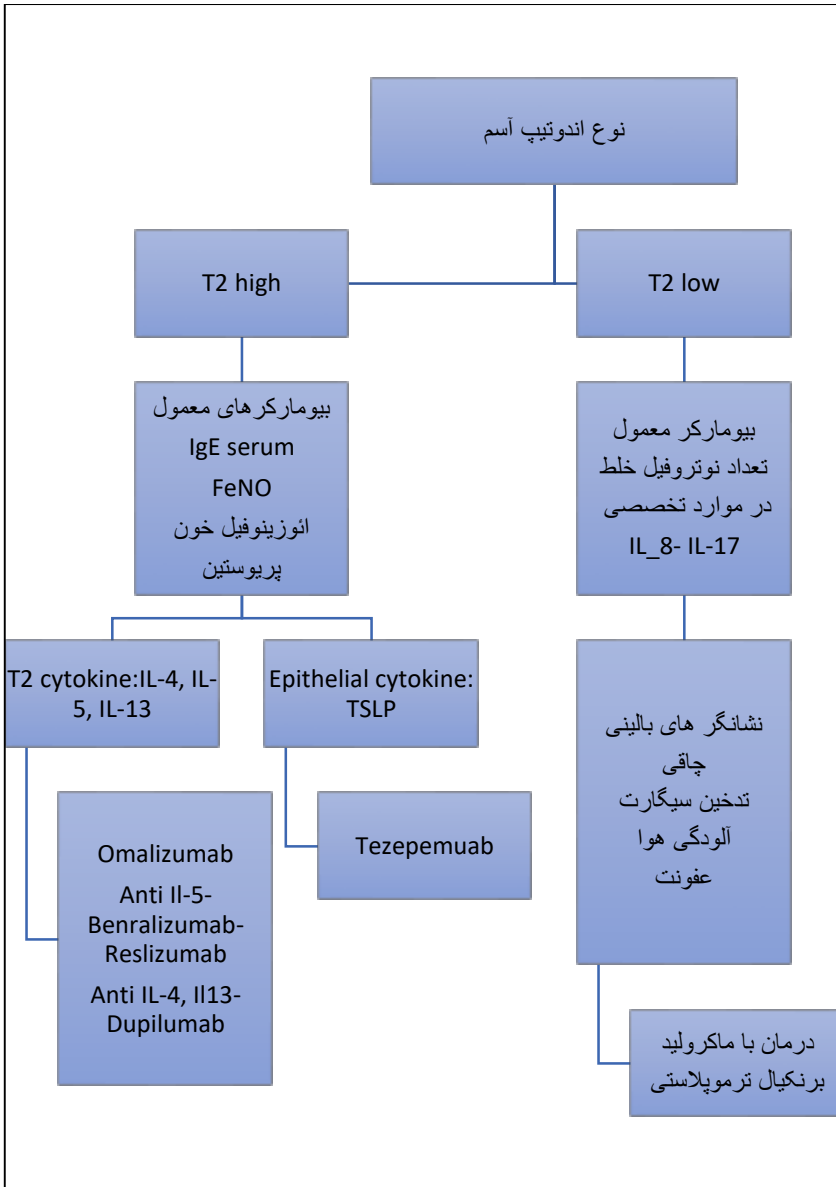 نوع اندوتیپ آسم
T2 high
T2 low
بیومارکرهای معمول
IgE serum
FeNO
ائوزینوفیل خون
پریوستین
بیومارکر معمول
تعداد نوتروفیل خلط
در موارد تخصصی
IL_8- IL-17
T2 cytokine:IL-4, IL-
5, IL-13
Epithelial cytokine:
TSLP
نشانگر های بالینی
چاقی
تدخین سیگارت
آلودگی هوا
عفونت
Omalizumab
Anti Il-5-
Benralizumab-
Reslizumab
Anti IL-4, Il13-
Dupilumab
Tezepemuab
درمان با ماکرولید
برنکیال ترموپلاستی